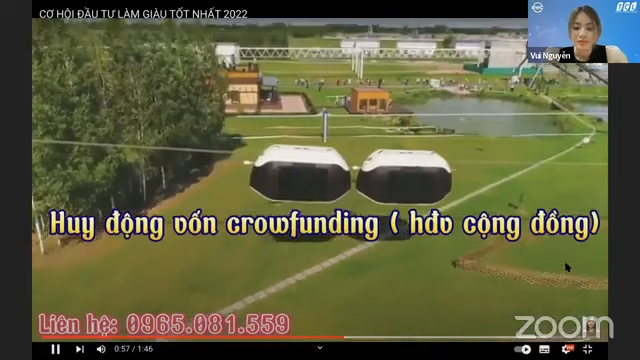 CƠ HỘI ĐẦU TƯ LÀM GIÀU TỐT NHẤT 2022
Vui Nguyễn
Huy động vốn crowfunding ( hđv cộng đồng)
Liên hệ: 0965.081.559
0:57 / 1:46
zoom